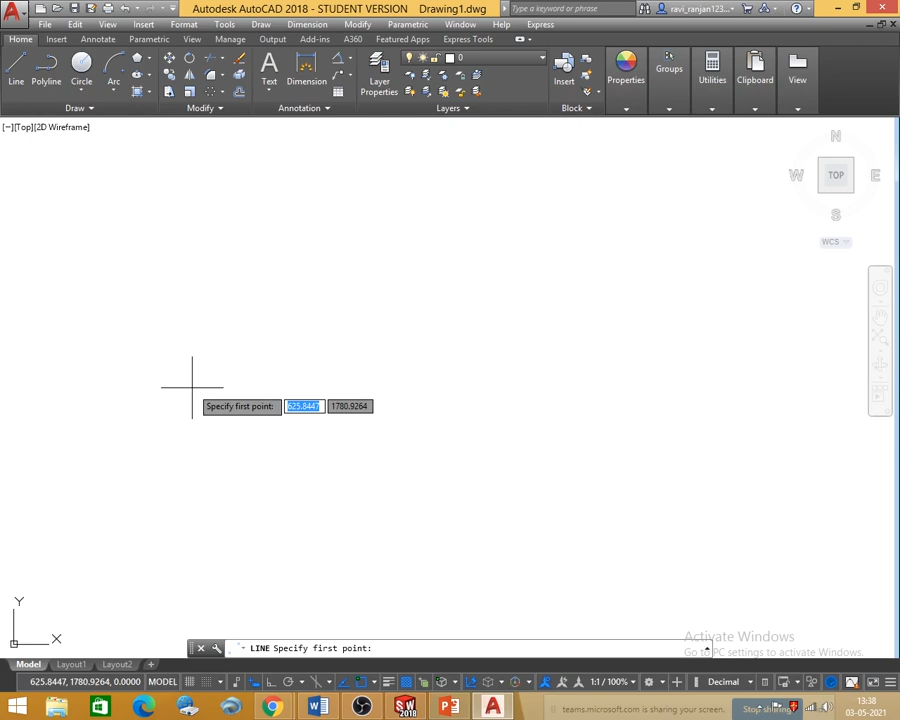 Autodesk AutoCAD 2018 - STUDENT VERSION Drawing1.dwg
Type a keyword or phrase
ravi_ranjan123...
File Edit View Insert Format Tools Draw Dimension Modify Parametric Window Help Express
Home Insert Annotate Parametric View Manage Output Add-ins A360 Featured Apps Express Tools
0
Line Polyline Circle Arc Text Dimension Layer Properties Insert Properties Groups Utilities Clipboard View
Draw Modify Annotation Layers Block
[−][Top][2D Wireframe]
N
W TOP E
S
WCS
Specify first point: 625.8447 1780.9264
Y
X
LINE Specify first point:
Activate Windows
Go to PC settings to activate Windows.
Model Layout1 Layout2 +
625.8447, 1780.9264, 0.0000 MODEL 1:1 / 100% Decimal
teams.microsoft.com is sharing your screen. Stop sharing
13:38
03-05-2021